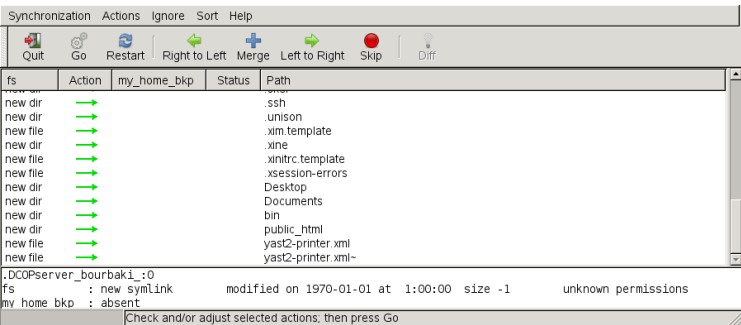 Synchronization Actions Ignore Sort Help
Quit Go Restart Right to Left Merge Left to Right Skip Diff
fs Action my_home_bkp Status Path
new dir .ssh
new dir .unison
new file .xim.template
new dir .xine
new file .xinitrc.template
new file .xsession-errors
new dir Desktop
new dir Documents
new dir bin
new dir public_html
new file yast2-printer.xml
new file yast2-printer.xml~
.DCOPserver_bourbaki_:0
fs : new symlink modified on 1970-01-01 at 1:00:00 size -1 unknown permissions
my_home_bkp : absent
Check and/or adjust selected actions; then press Go